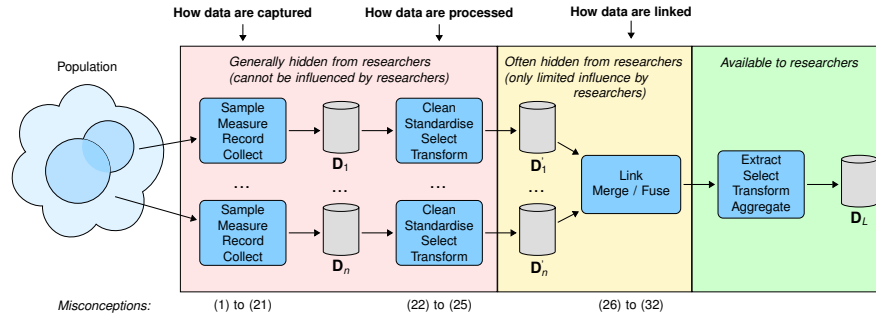 How data are captured
How data are processed
How data are linked
Population
Generally hidden from researchers
(cannot be influenced by researchers)
Often hidden from researchers
(only limited influence by
researchers)
Available to researchers
Sample
Measure
Record
Collect
D1
Clean
Standardise
Select
Transform
D'1
...
...
...
...
Sample
Measure
Record
Collect
Dn
Clean
Standardise
Select
Transform
D'n
Link
Merge / Fuse
Extract
Select
Transform
Aggregate
DL
Misconceptions:
(1) to (21)
(22) to (25)
(26) to (32)